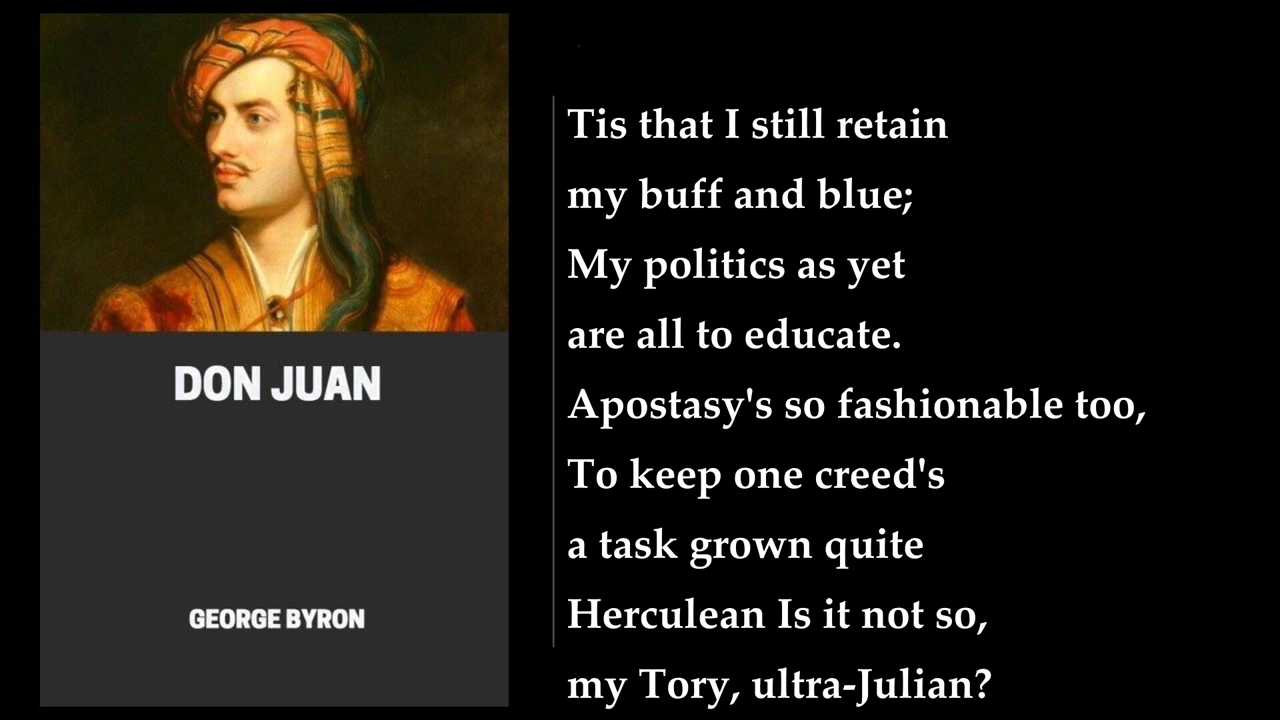 DON JUAN
GEORGE BYRON
Tis that I still retain
my buff and blue;
My politics as yet
are all to educate.
Apostasy's so fashionable too,
To keep one creed's
a task grown quite
Herculean Is it not so,
my Tory, ultra-Julian?